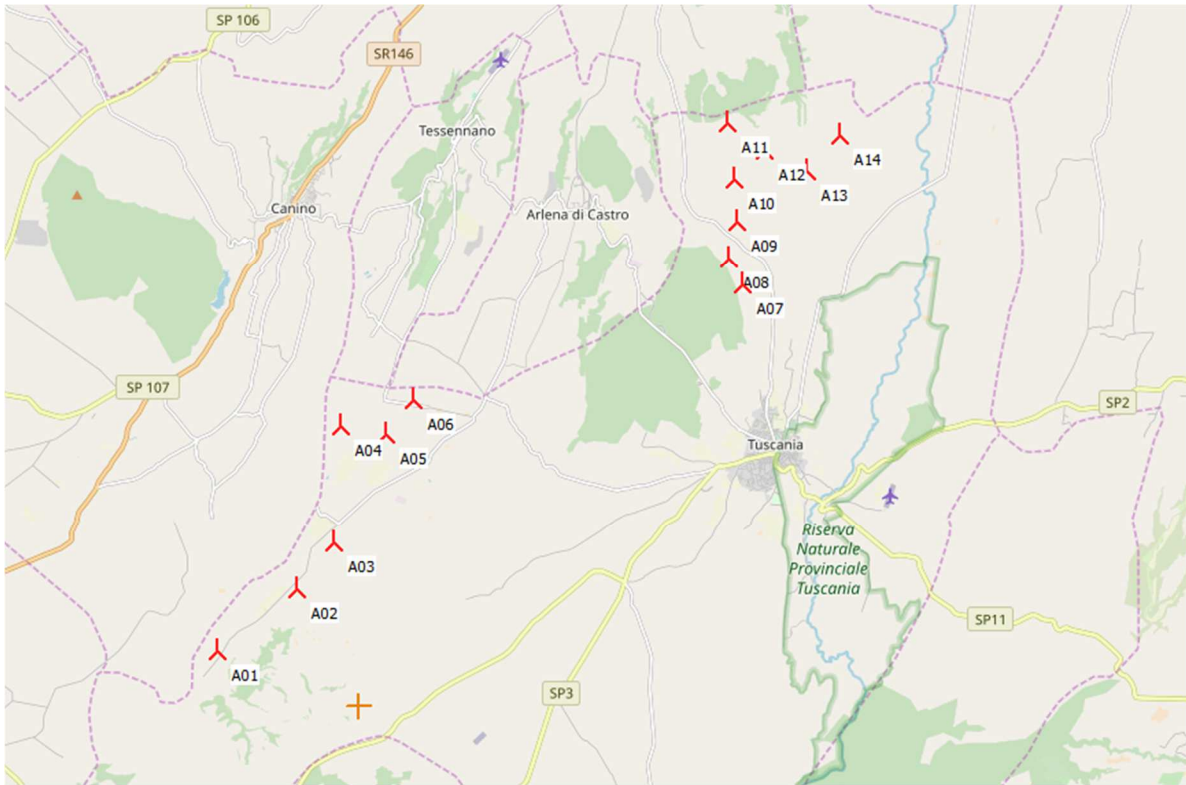 SP 106
SR146
Tessennano
Canino
Arlena di Castro
A11
A12
A14
A13
A10
A09
A08
A07
SP 107
SP2
A06
A04
A05
Tuscania
Riserva
Naturale
Provinciale
Tuscania
A03
A02
SP11
A01
SP3